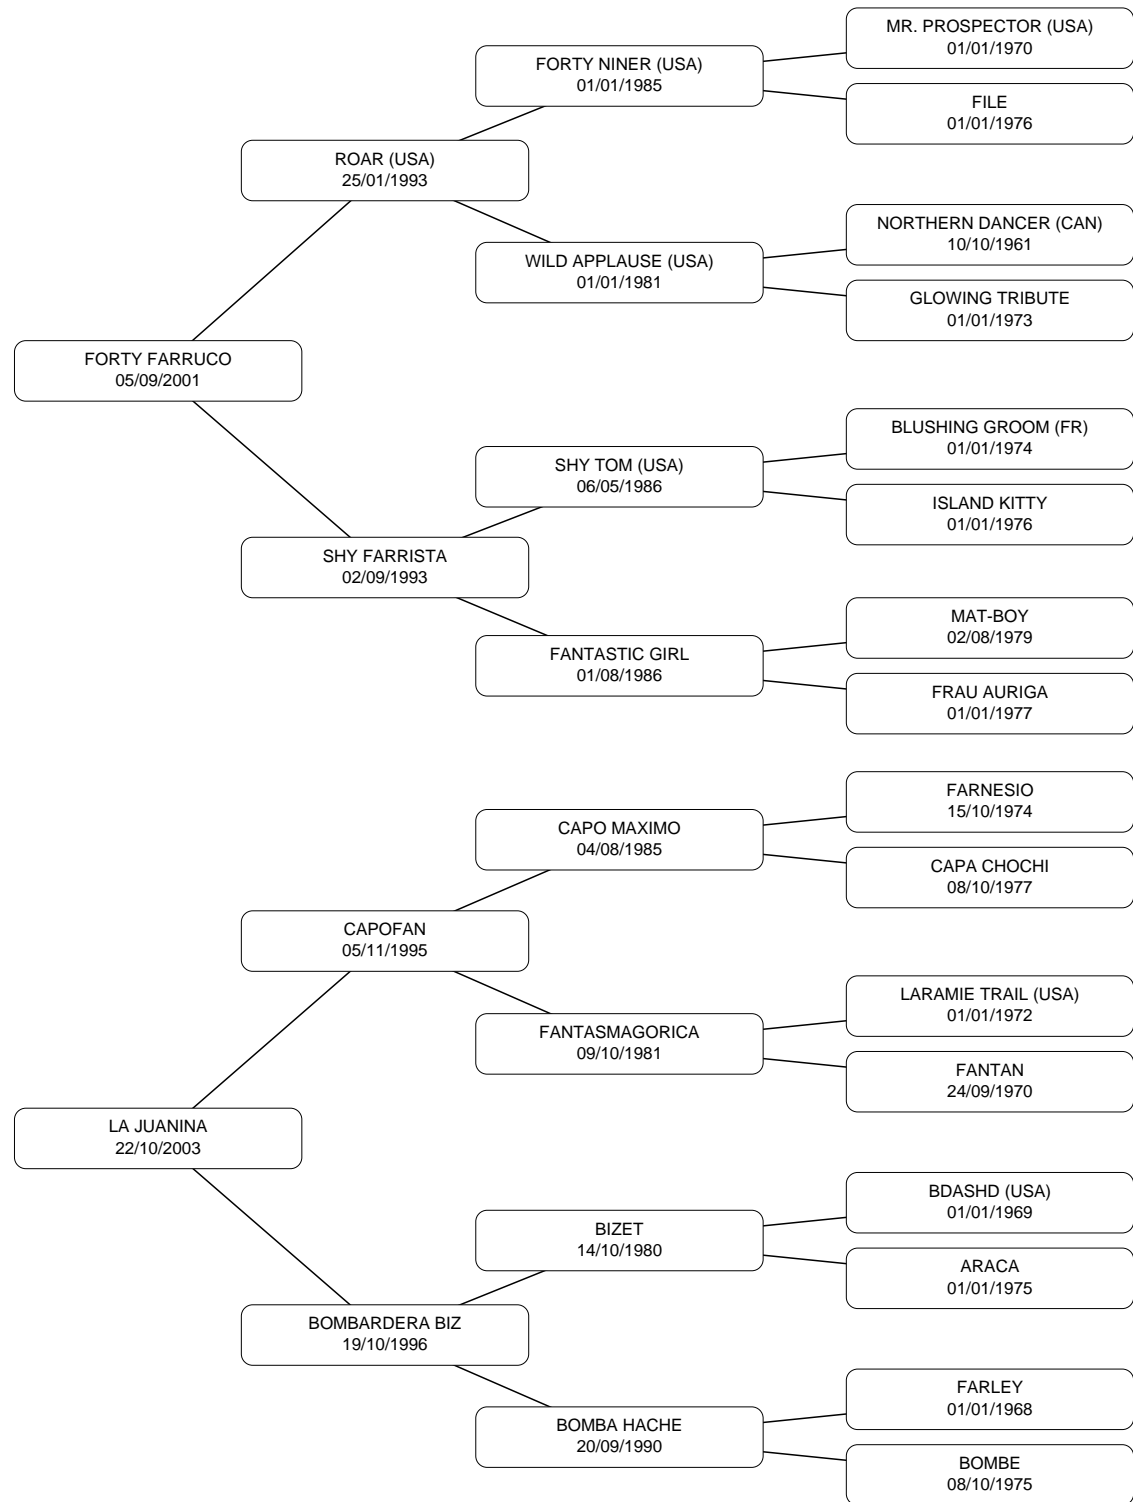 MR. PROSPECTOR (USA)
01/01/1970
FORTY NINER (USA)
01/01/1985
FILE
01/01/1976
ROAR (USA)
25/01/1993
NORTHERN DANCER (CAN)
10/10/1961
WILD APPLAUSE (USA)
01/01/1981
GLOWING TRIBUTE
01/01/1973
FORTY FARRUCO
05/09/2001
BLUSHING GROOM (FR)
01/01/1974
SHY TOM (USA)
06/05/1986
ISLAND KITTY
01/01/1976
SHY FARRISTA
02/09/1993
MAT-BOY
02/08/1979
FANTASTIC GIRL
01/08/1986
FRAU AURIGA
01/01/1977
FARNESIO
15/10/1974
CAPO MAXIMO
04/08/1985
CAPA CHOCHI
08/10/1977
CAPOFAN
05/11/1995
LARAMIE TRAIL (USA)
01/01/1972
FANTASMAGORICA
09/10/1981
FANTAN
24/09/1970
LA JUANINA
22/10/2003
BDASHD (USA)
01/01/1969
BIZET
14/10/1980
ARACA
01/01/1975
BOMBARDERA BIZ
19/10/1996
FARLEY
01/01/1968
BOMBA HACHE
20/09/1990
BOMBE
08/10/1975